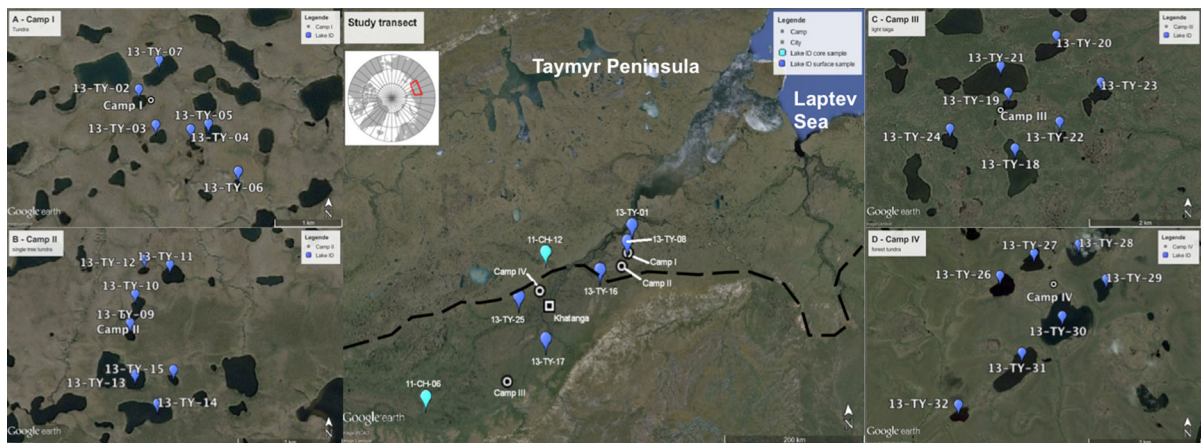 A - Camp I
Tundra
Legende
Camp I
Lake ID
13-TY-07
13-TY-02
Camp I
13-TY-05
13-TY-03
13-TY-04
13-TY-06
Google earth
1 km
N
B - Camp II
single tree tundra
Legende
Camp II
Lake ID
13-TY-12
13-TY-11
13-TY-10
13-TY-09
Camp II
13-TY-15
13-TY-13
13-TY-14
Google earth
N
Study transect
Taymyr Peninsula
Laptev
Sea
Legende
Camp
City
Lake ID core sample
Lake ID surface sample
13-TY-01
13-TY-08
11-CH-12
Camp I
Camp IV
13-TY-16
Camp II
13-TY-25
Khatanga
13-TY-17
Camp III
11-CH-06
Google earth
200 km
N
C - Camp III
light taiga
Legende
Camp III
Lake ID
13-TY-20
13-TY-21
13-TY-23
13-TY-19
Camp III
13-TY-24
13-TY-22
13-TY-18
Google earth
2 km
N
D - Camp IV
forest tundra
Legende
Camp IV
Lake ID
13-TY-27
13-TY-28
13-TY-26
13-TY-29
Camp IV
13-TY-30
13-TY-31
13-TY-32
Google earth
N